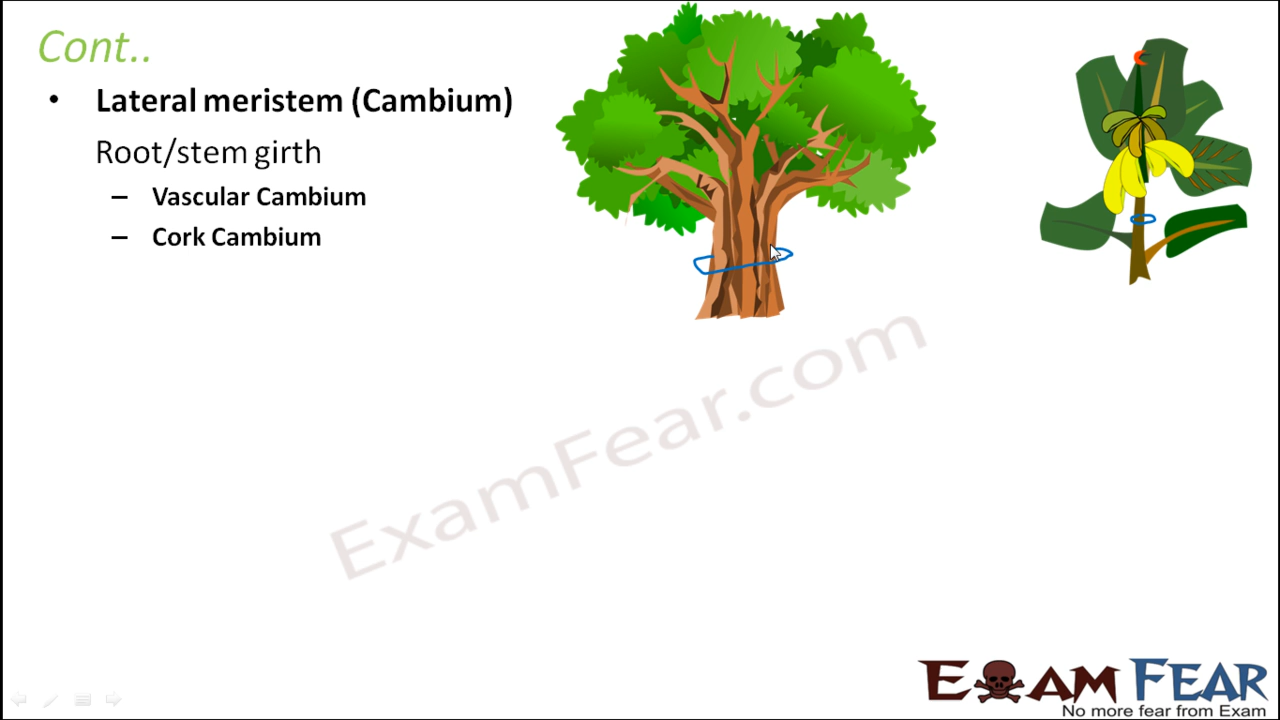 Cont..
• Lateral meristem (Cambium)
Root/stem girth
– Vascular Cambium
– Cork Cambium
ExamFear.com
EXAM FEAR
No more fear from Exam